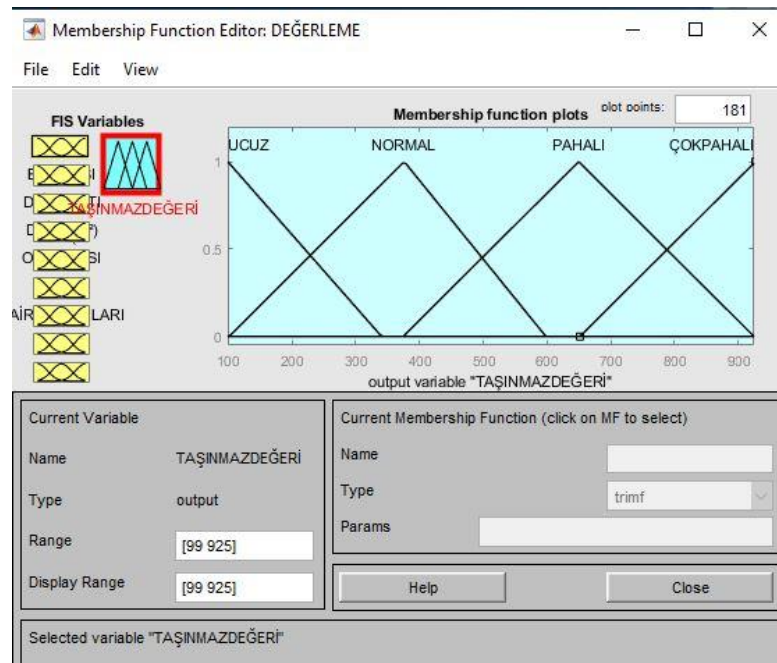 Membership Function Editor: DEĞERLEME
File Edit View
FIS Variables
Membership function plots
plot points:
181
UCUZ NORMAL PAHALI ÇOKPAHALI
TAŞINMAZDEĞERİ
LARI
1
0.5
0
100 200 300 400 500 600 700 800 900
output variable "TAŞINMAZDEĞERİ"
Current Variable
Name TAŞINMAZDEĞERİ
Type output
Range [99 925]
Display Range [99 925]
Current Membership Function (click on MF to select)
Name
Type trimf
Params
Help Close
Selected variable "TAŞINMAZDEĞERİ"